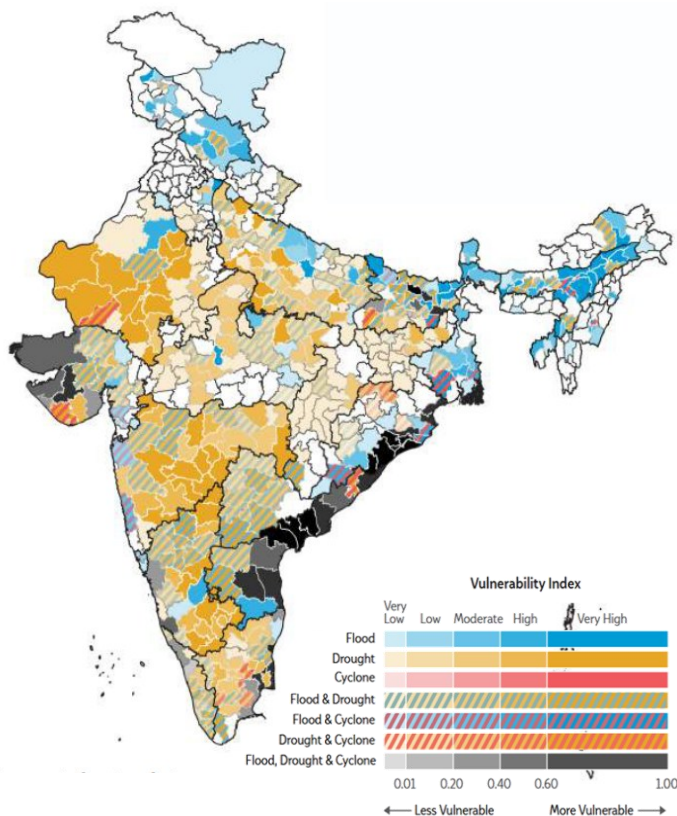 Vulnerability Index
Very Low Low Moderate High Very High
Flood
Drought
Cyclone
Flood & Drought
Flood & Cyclone
Drought & Cyclone
Flood, Drought & Cyclone
0.01 0.20 0.40 0.60 1.00
Less Vulnerable More Vulnerable